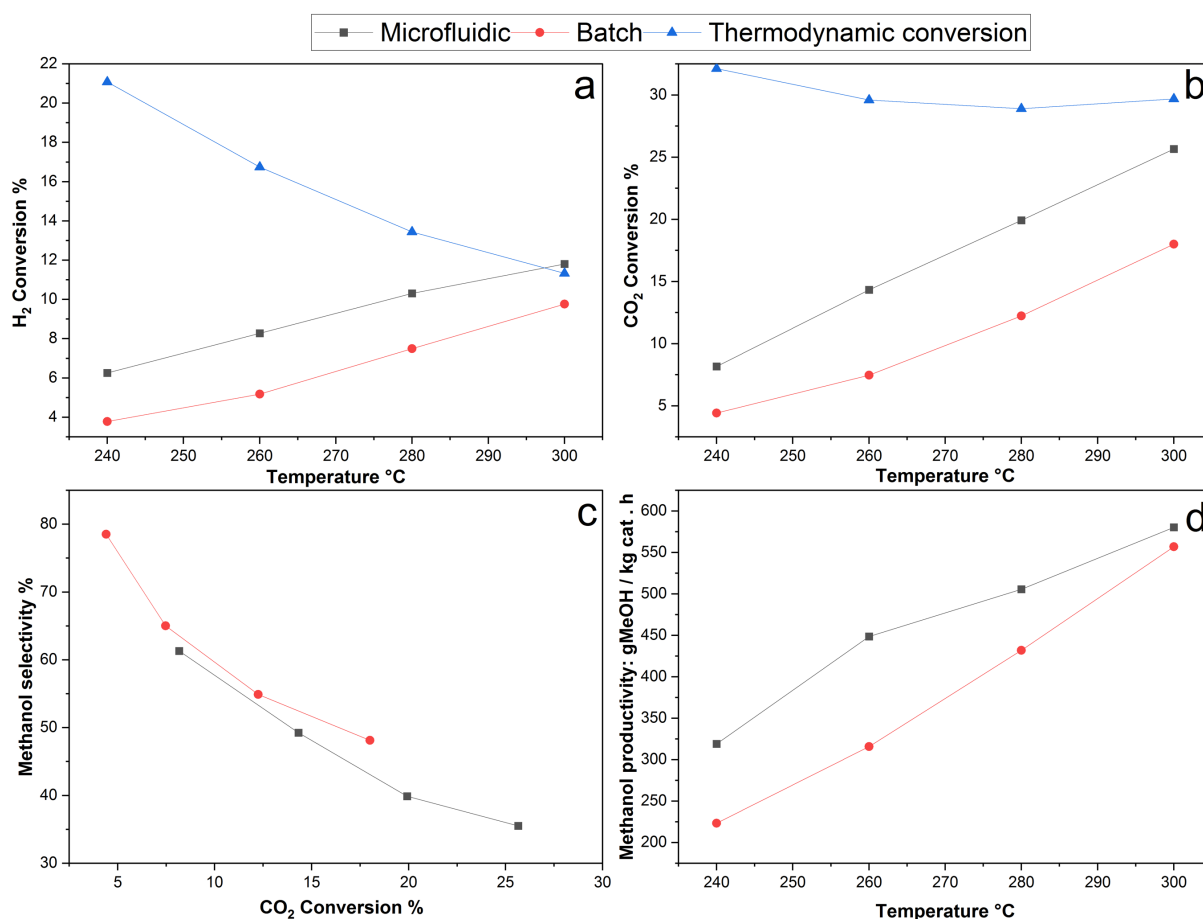 Microfluidic Batch Thermodynamic conversion
a
22
20
18
16
14
12
10
8
6
4
H2 Conversion %
240 250 260 270 280 290 300
Temperature °C
b
30
25
20
15
10
5
CO2 Conversion %
240 250 260 270 280 290 300
Temperature °C
c
80
70
60
50
40
30
Methanol selectivity %
5 10 15 20 25 30
CO2 Conversion %
d
600
550
500
450
400
350
300
250
200
Methanol productivity: gMeOH / kg cat . h
240 250 260 270 280 290 300
Temperature °C